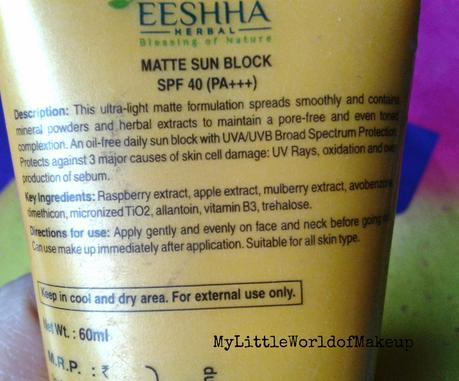 EESHHA
HERBAL
Blessing of Nature
MATTE SUN BLOCK
SPF 40 (PA+++)
Description: This ultra-light matte formulation spreads smoothly and contains
mineral powders and herbal extracts to maintain a pore-free and even toned
complextion. An oil-free daily sun block with UVA/UVB Broad Spectrum Protection.
Protects against 3 major causes of skin cell damage: UV Rays, oxidation and over
production of sebum.
Key Ingredients: Raspberry extract, apple extract, mulberry extract, avobenzone,
dimethicon, micronized TiO2, allantoin, vitamin B3, trehalose.
Directions for use: Apply gently and evenly on face and neck before going
Can use make up immediately after application. Suitable for all skin type.
Keep in cool and dry area. For external use only.
Net Wt. : 60ml
MyLittleWorldofMakeup
M.R.P. : ₹